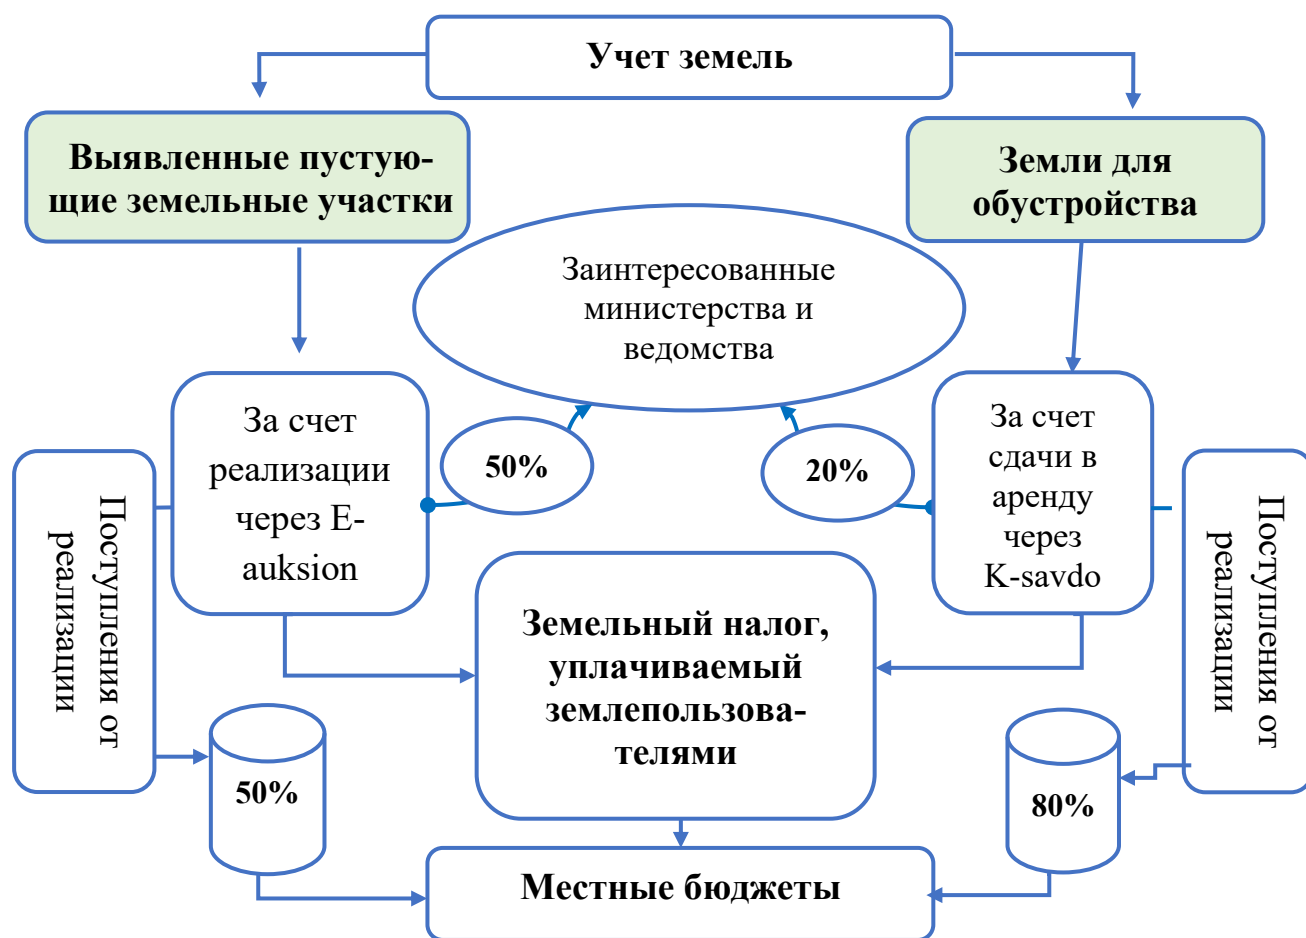 Учет земель
Выявленные пустую-
щие земельные участки
Земли для
обустройства
Заинтересованные
министерства и
ведомства
За счет
реализации
через E-
auksion
50%
20%
За счет
сдачи в
аренду
через
K-savdo
Поступления от
реализации
Поступления от
реализации
Земельный налог,
уплачиваемый
землепользова-
телями
50%
80%
Местные бюджеты